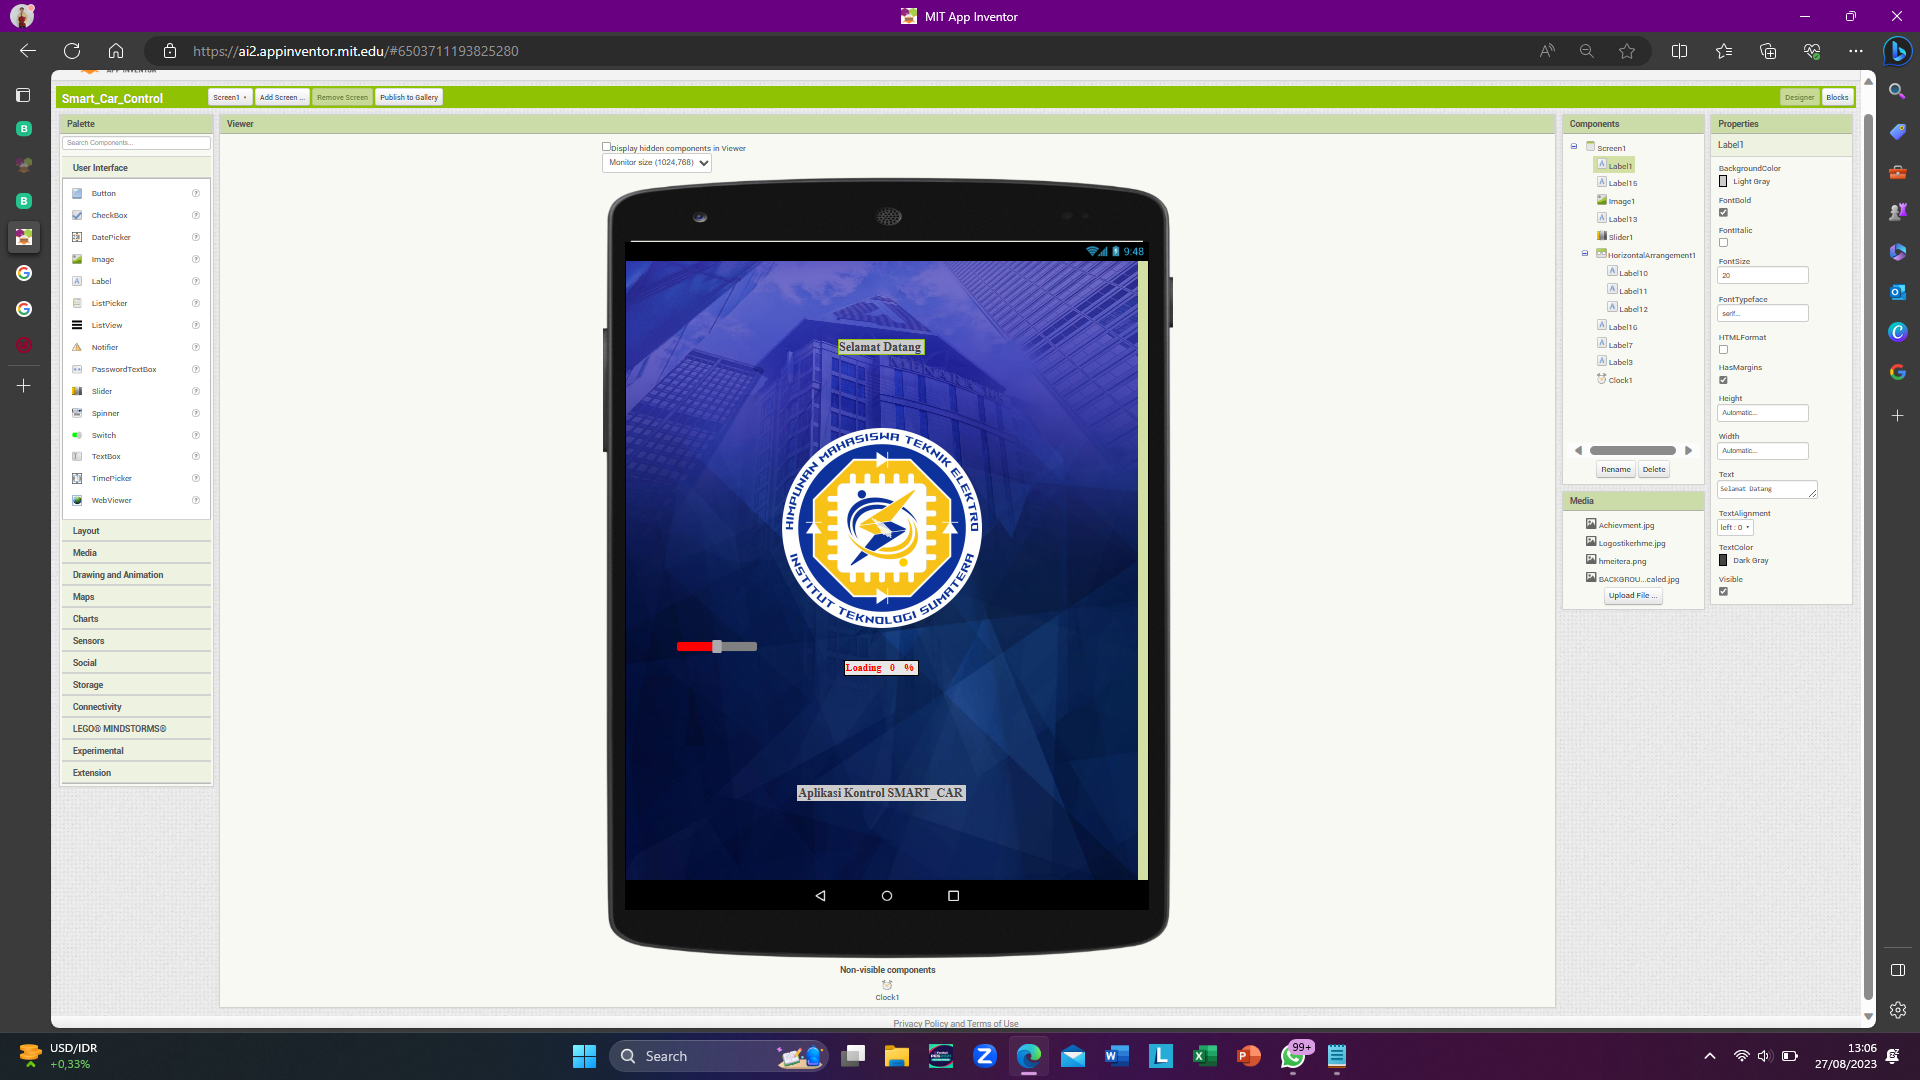 MIT App Inventor
https://ai2.appinventor.mit.edu/#6503711193825280
APP INVENTOR
Smart_Car_Control
Screen1
Add Screen ...
Remove Screen
Publish to Gallery
Designer
Blocks
Palette
Search Components...
User Interface
Button
CheckBox
DatePicker
Image
Label
ListPicker
ListView
Notifier
PasswordTextBox
Slider
Spinner
Switch
TextBox
TimePicker
WebViewer
Layout
Media
Drawing and Animation
Maps
Charts
Sensors
Social
Storage
Connectivity
LEGO® MINDSTORMS®
Experimental
Extension
Viewer
Display hidden components in Viewer
Monitor size (1024,768)
9:48
Selamat Datang
HIMPUNAN MAHASISWA TEKNIK ELEKTRO
INSTITUT TEKNOLOGI SUMATERA
Loading 0 %
Aplikasi Kontrol SMART_CAR
Non-visible components
Clock1
Components
Screen1
Label1
Label15
Image1
Label13
Slider1
HorizontalArrangement1
Label10
Label11
Label12
Label16
Label7
Label3
Clock1
Rename
Delete
Media
Achievment.jpg
Logostikerhme.jpg
hmeitera.png
BACKGROU...caled.jpg
Upload File ...
Properties
Label1
BackgroundColor
Light Gray
FontBold
FontItalic
FontSize
20
FontTypeface
serif...
HTMLFormat
HasMargins
Height
Automatic...
Width
Automatic...
Text
Selamat Datang
TextAlignment
left : 0
TextColor
Dark Gray
Visible
Privacy Policy and Terms of Use
USD/IDR
+0,33%
Search
99+
13:06
27/08/2023